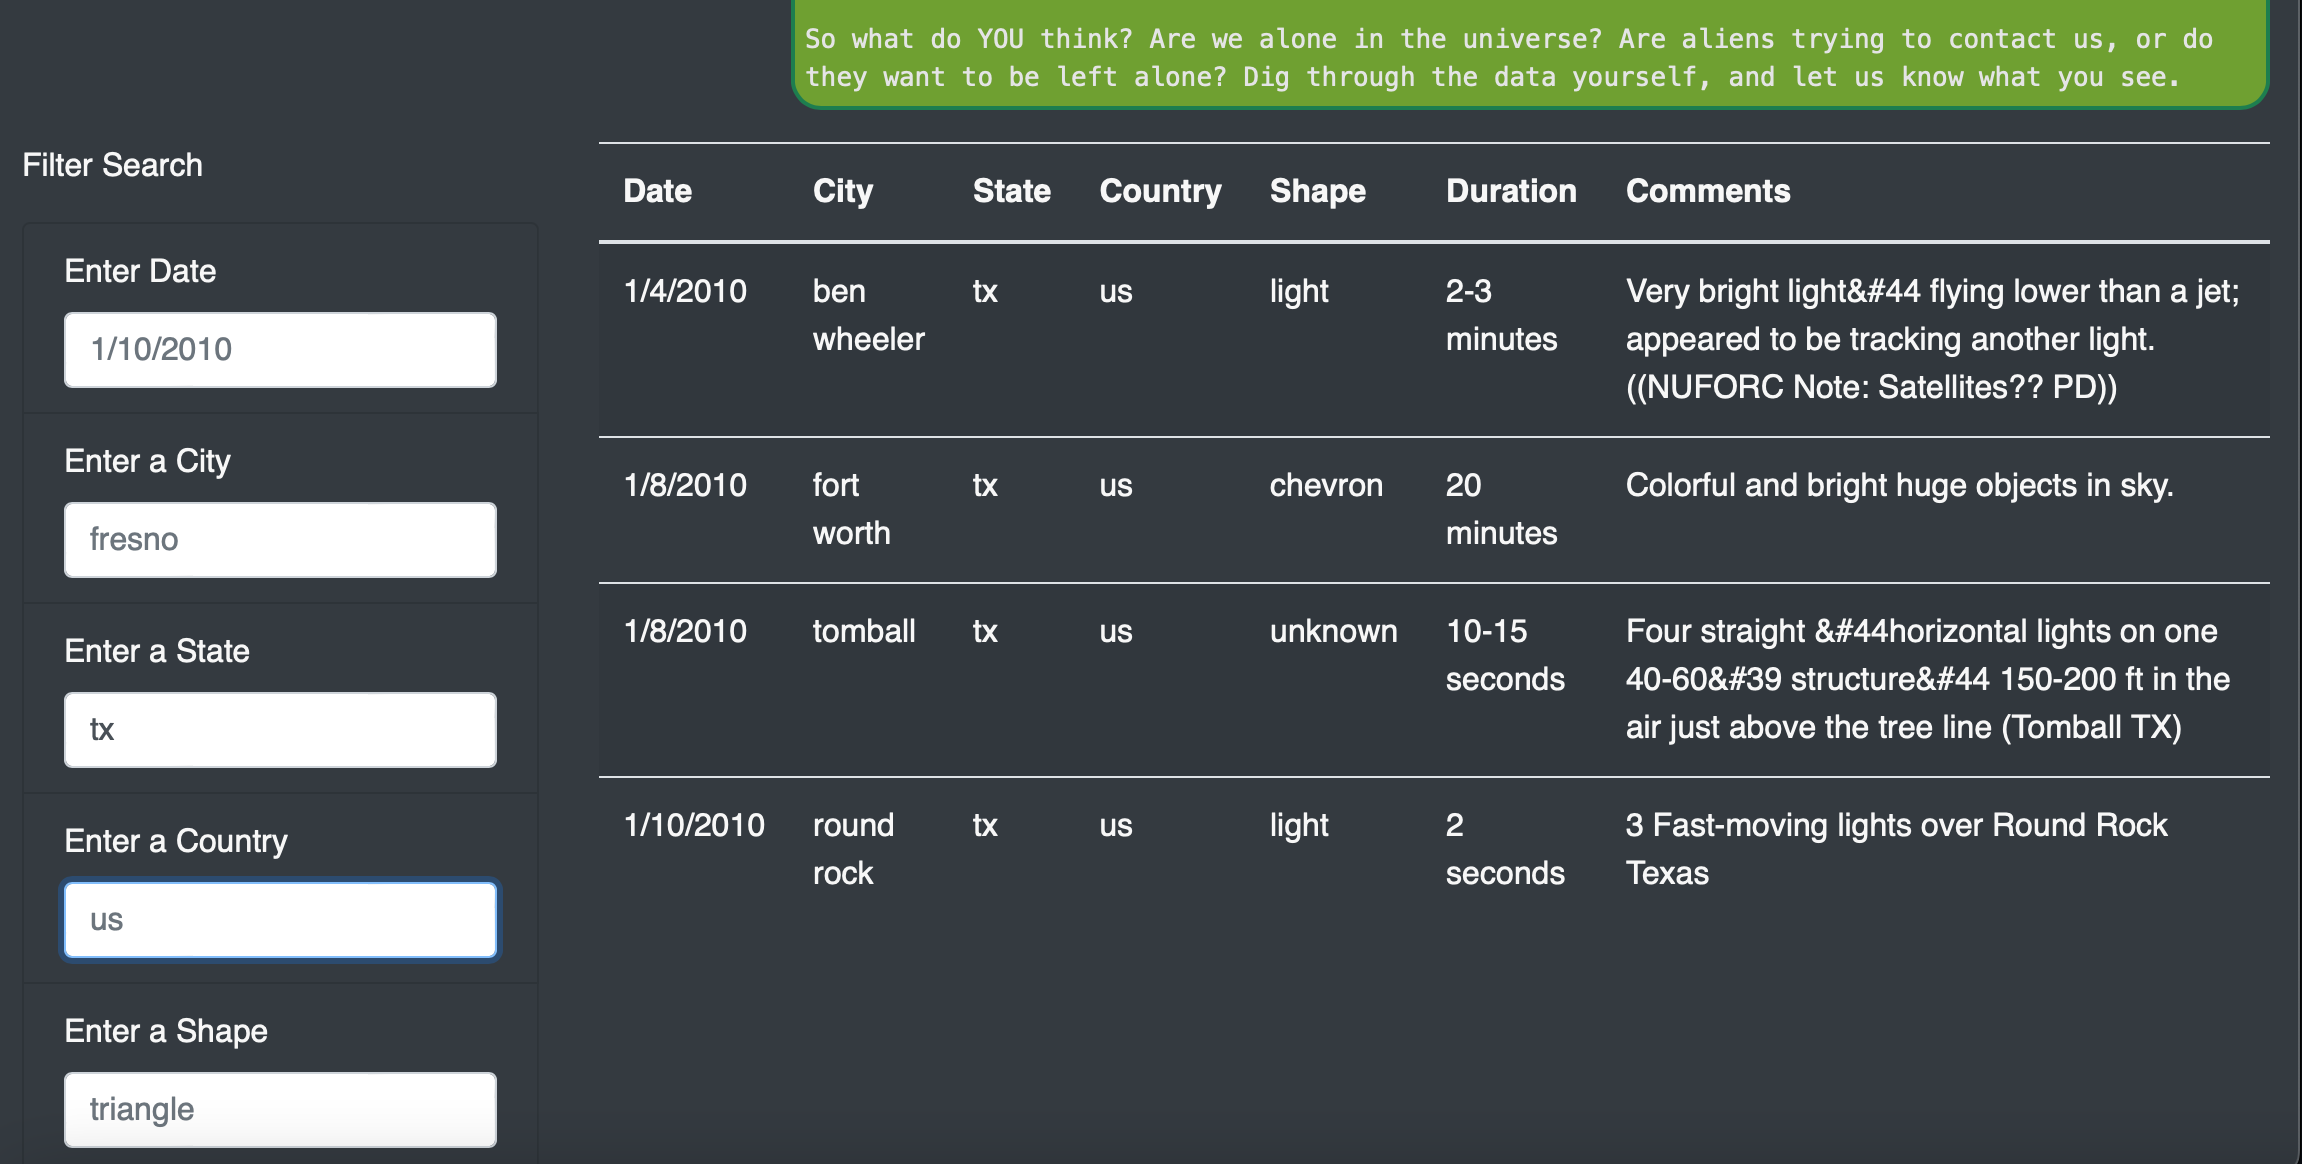 So what do YOU think? Are we alone in the universe? Are aliens trying to contact us, or do
they want to be left alone? Dig through the data yourself, and let us know what you see.
Filter Search
Enter Date
1/10/2010
Enter a City
fresno
Enter a State
tx
Enter a Country
us
Enter a Shape
triangle
Date City State Country Shape Duration Comments
1/4/2010 ben tx us light 2-3 Very bright light&#44 flying lower than a jet;
wheeler minutes appeared to be tracking another light.
((NUFORC Note: Satellites?? PD))
1/8/2010 fort tx us chevron 20 Colorful and bright huge objects in sky.
worth minutes
1/8/2010 tomball tx us unknown 10-15 Four straight &#44horizontal lights on one
seconds 40-60&#39 structure&#44 150-200 ft in the
air just above the tree line (Tomball TX)
1/10/2010 round tx us light 2 3 Fast-moving lights over Round Rock
rock seconds Texas